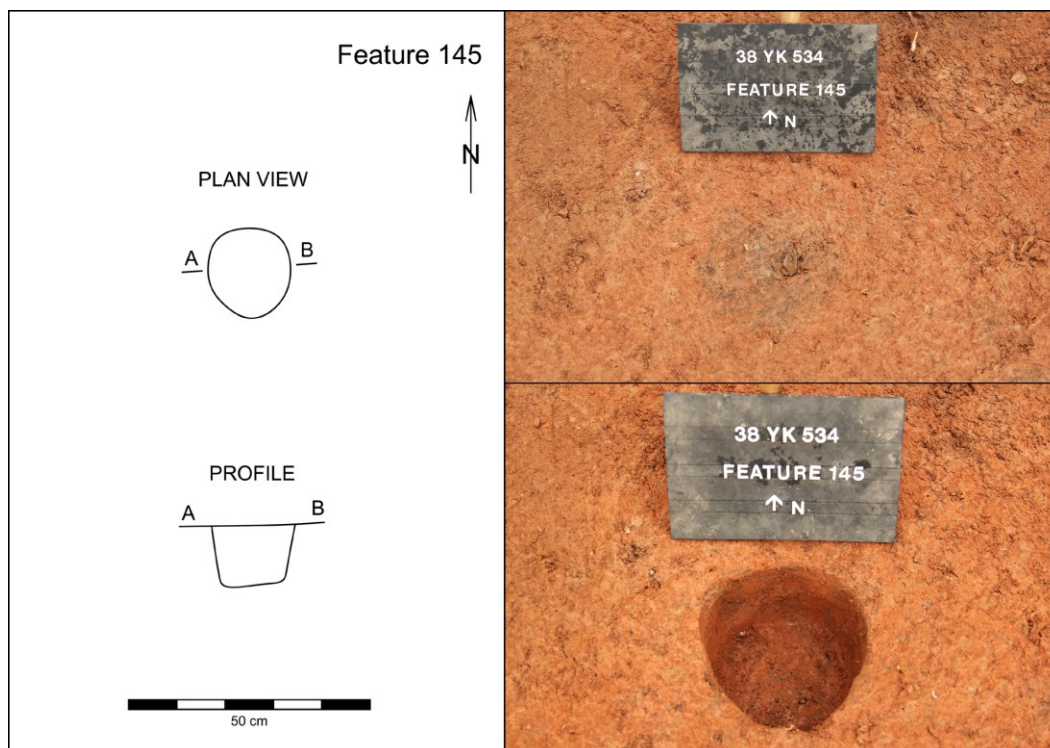 Feature 145
N
PLAN VIEW
A B
PROFILE
A B
50 cm
38 YK 534
FEATURE 145
↑ N
38 YK 534
FEATURE 145
↑ N